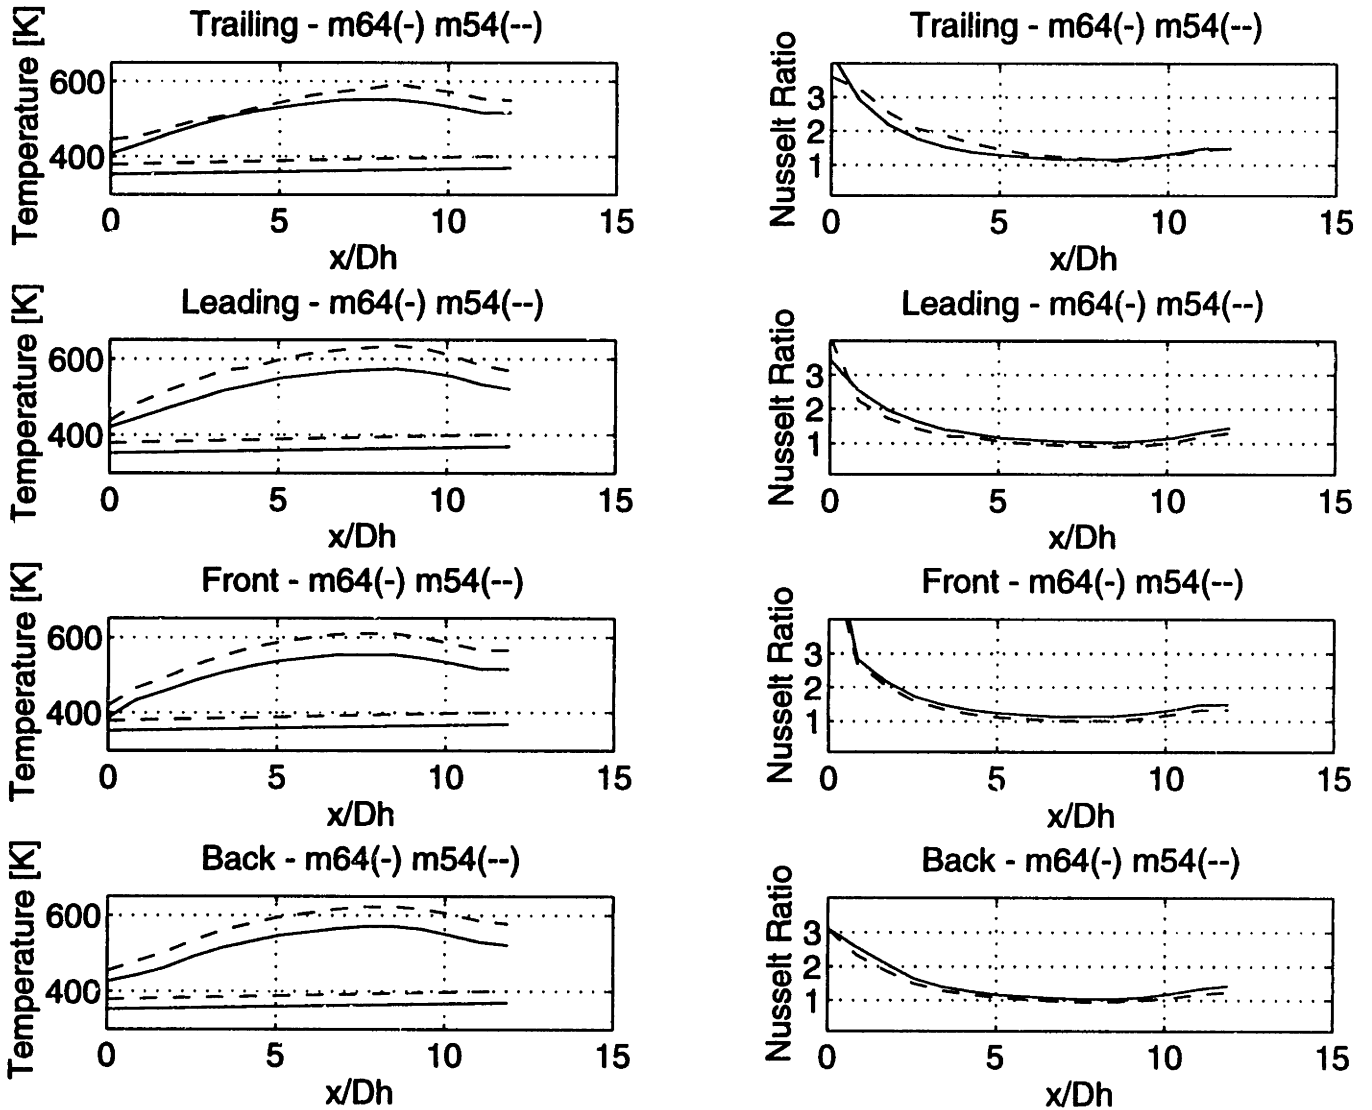 Trailing - m64(-) m54(--)
Temperature [K]
600
400
0 5 10 15
x/Dh
Trailing - m64(-) m54(--)
Nusselt Ratio
3
2
1
0 5 10 15
x/Dh
Leading - m64(-) m54(--)
Temperature [K]
600
400
0 5 10 15
x/Dh
Leading - m64(-) m54(--)
Nusselt Ratio
3
2
1
0 5 10 15
x/Dh
Front - m64(-) m54(--)
Temperature [K]
600
400
0 5 10 15
x/Dh
Front - m64(-) m54(--)
Nusselt Ratio
3
2
1
0 5 10 15
x/Dh
Back - m64(-) m54(--)
Temperature [K]
600
400
0 5 10 15
x/Dh
Back - m64(-) m54(--)
Nusselt Ratio
3
2
1
0 5 10 15
x/Dh